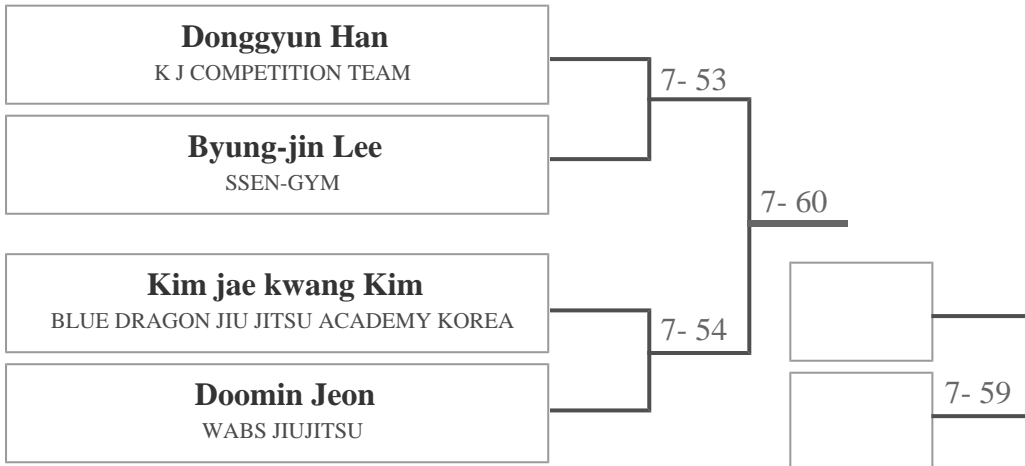 Donggyun Han
K J COMPETITION TEAM
7- 53
Byung-jin Lee
SSEN-GYM
7- 60
Kim jae kwang Kim
BLUE DRAGON JIU JITSU ACADEMY KOREA
7- 54
Doomin Jeon
WABS JIUJITSU
7- 59